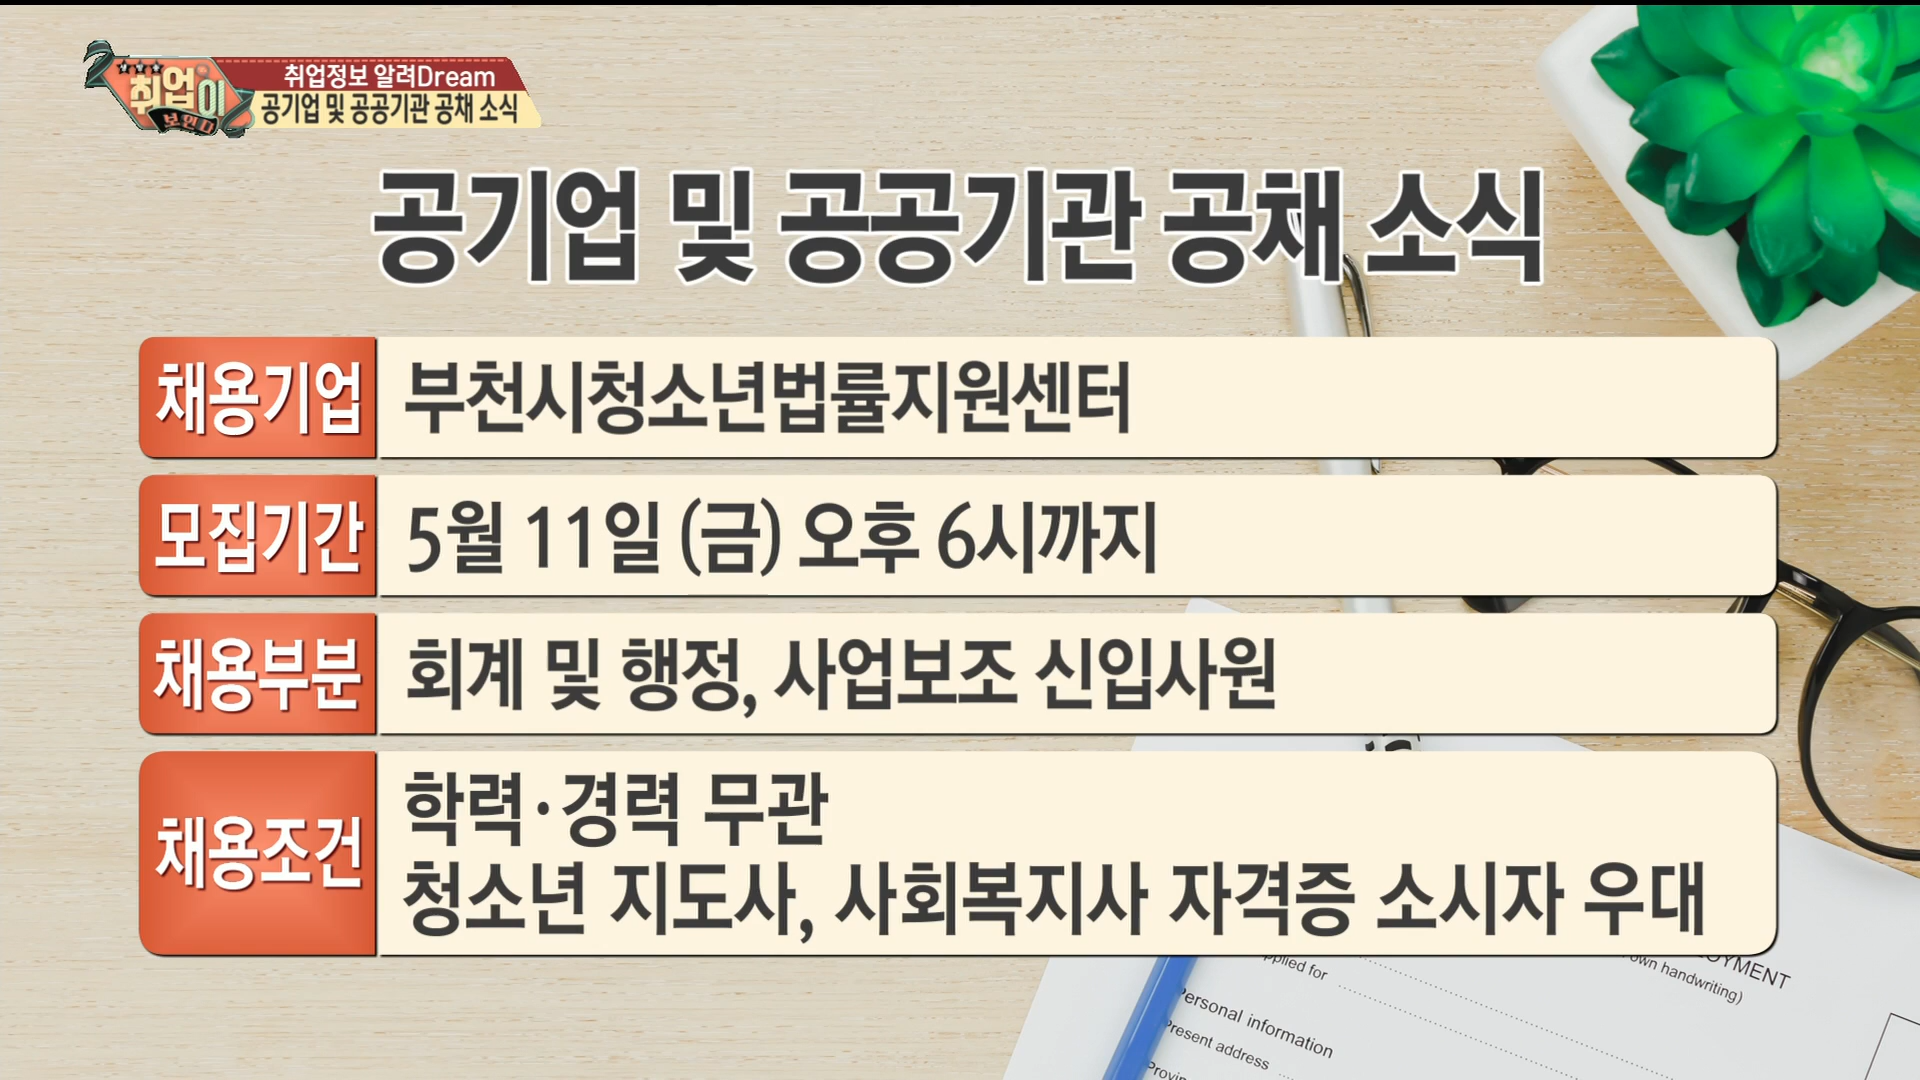 취업이
보인다
취업정보 알려Dream
공기업 및 공공기관 공채 소식
공기업 및 공공기관 공채 소식
채용기업
부천시청소년법률지원센터
모집기간
5월 11일 (금) 오후 6시까지
채용부분
회계 및 행정, 사업보조 신입사원
채용조건
학력·경력 무관
청소년 지도사, 사회복지사 자격증 소시자 우대
OYMENT
own handwriting)
pplied for
Personal information
Present address